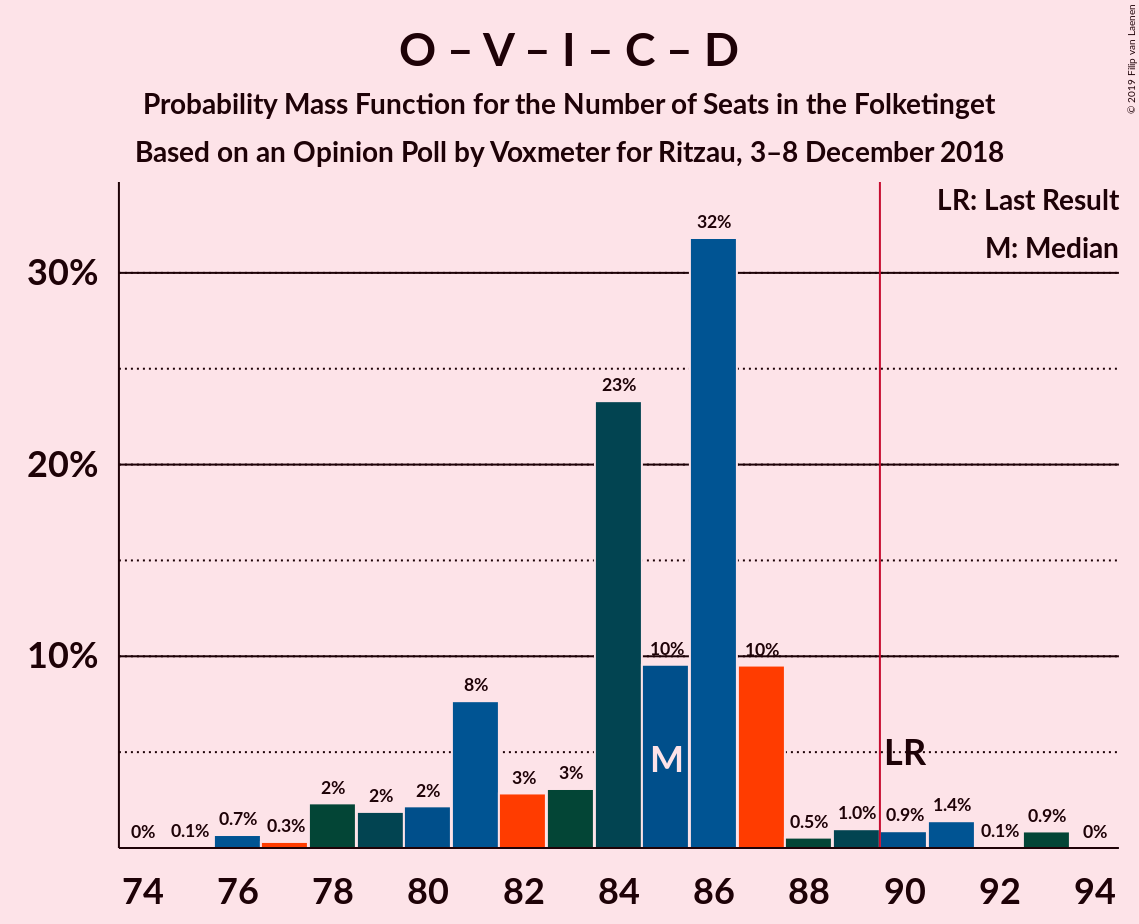 O – V – I – C – D
Probability Mass Function for the Number of Seats in the Folketinget
Based on an Opinion Poll by Voxmeter for Ritzau, 3–8 December 2018
© 2019 Filip van Laenen
LR: Last Result
M: Median
30%
20%
10%
0%
0.1%
0.7%
0.3%
2%
2%
2%
8%
3%
3%
23%
10%
32%
10%
0.5%
1.0%
0.9%
1.4%
0.1%
0.9%
0%
M
LR
74 76 78 80 82 84 86 88 90 92 94